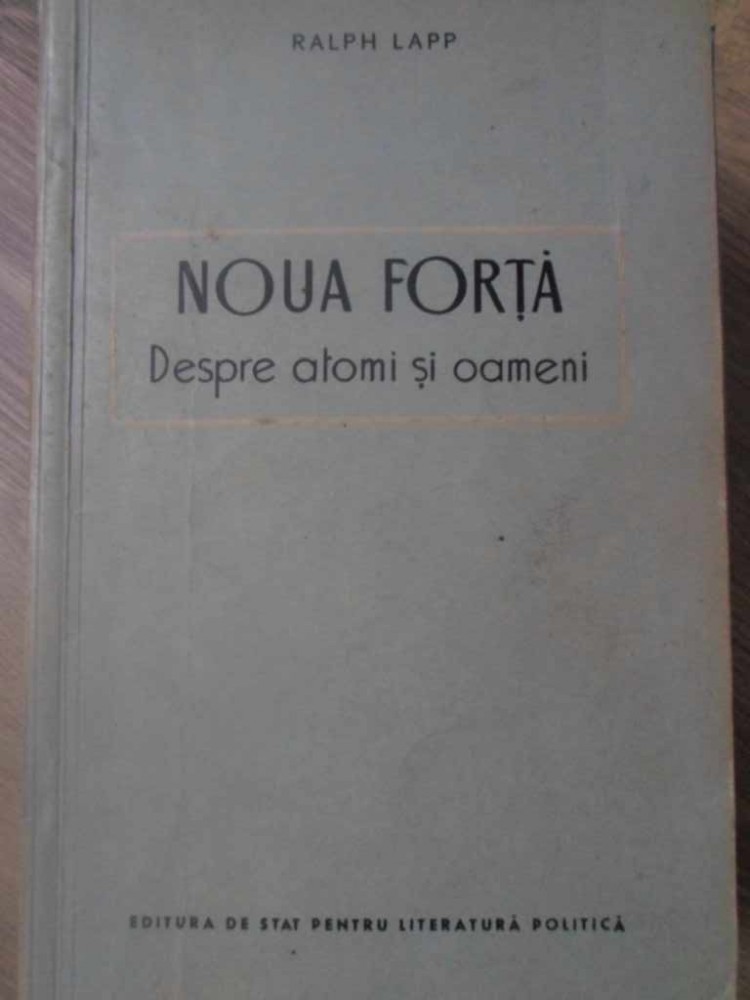 RALPH LAPP
NOUA FORȚĂ
Despre atomi și oameni
EDITURA DE STAT PENTRU LITERATURĂ POLITICĂ